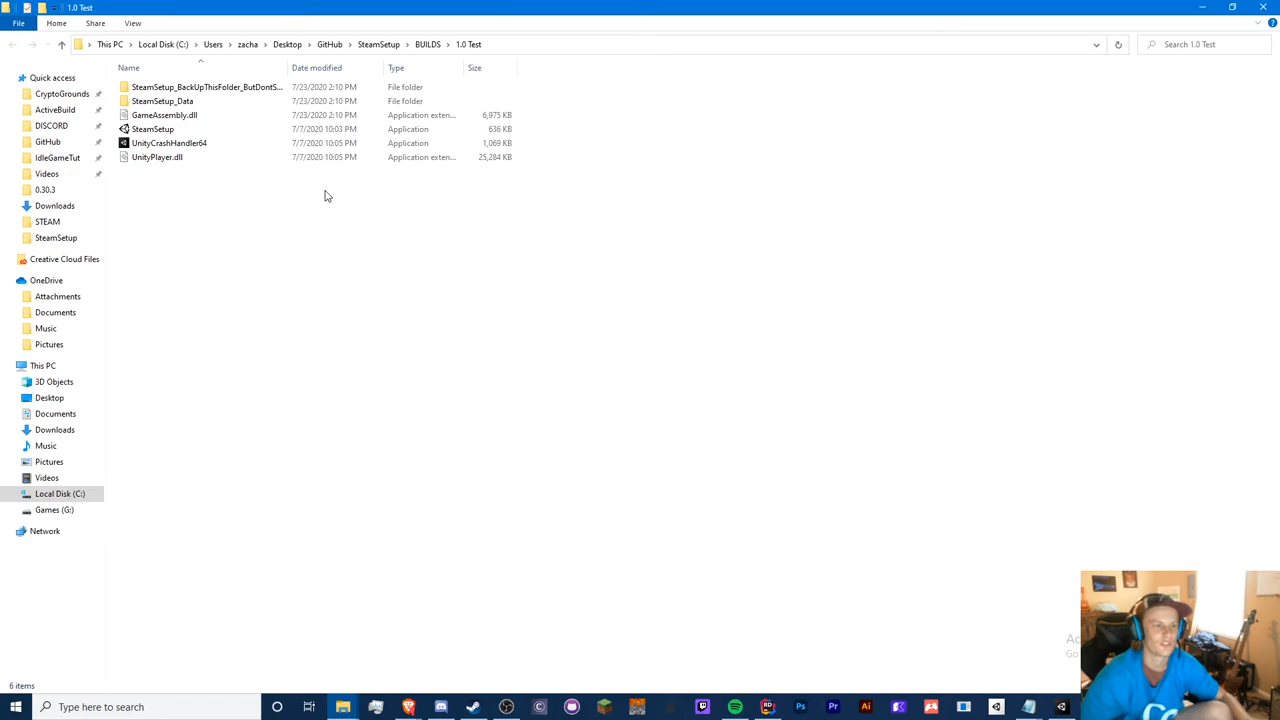 1.0 Test
File Home Share View
This PC Local Disk (C:) Users zacha Desktop GitHub SteamSetup BUILDS 1.0 Test
Search 1.0 Test
Name Date modified Type Size
SteamSetup_BackUpThisFolder_ButDontS... 7/23/2020 2:10 PM File folder
SteamSetup_Data 7/23/2020 2:10 PM File folder
GameAssembly.dll 7/23/2020 2:10 PM Application exten... 6,975 KB
SteamSetup 7/7/2020 10:03 PM Application 636 KB
UnityCrashHandler64 7/7/2020 10:05 PM Application 1,069 KB
UnityPlayer.dll 7/7/2020 10:05 PM Application exten... 25,284 KB
Quick access
CryptoGrounds
ActiveBuild
DISCORD
GitHub
IdleGameTut
Videos
0.30.3
Downloads
STEAM
SteamSetup
Creative Cloud Files
OneDrive
Attachments
Documents
Music
Pictures
This PC
3D Objects
Desktop
Documents
Downloads
Music
Pictures
Videos
Local Disk (C:)
Games (G:)
Network
6 items
Type here to search